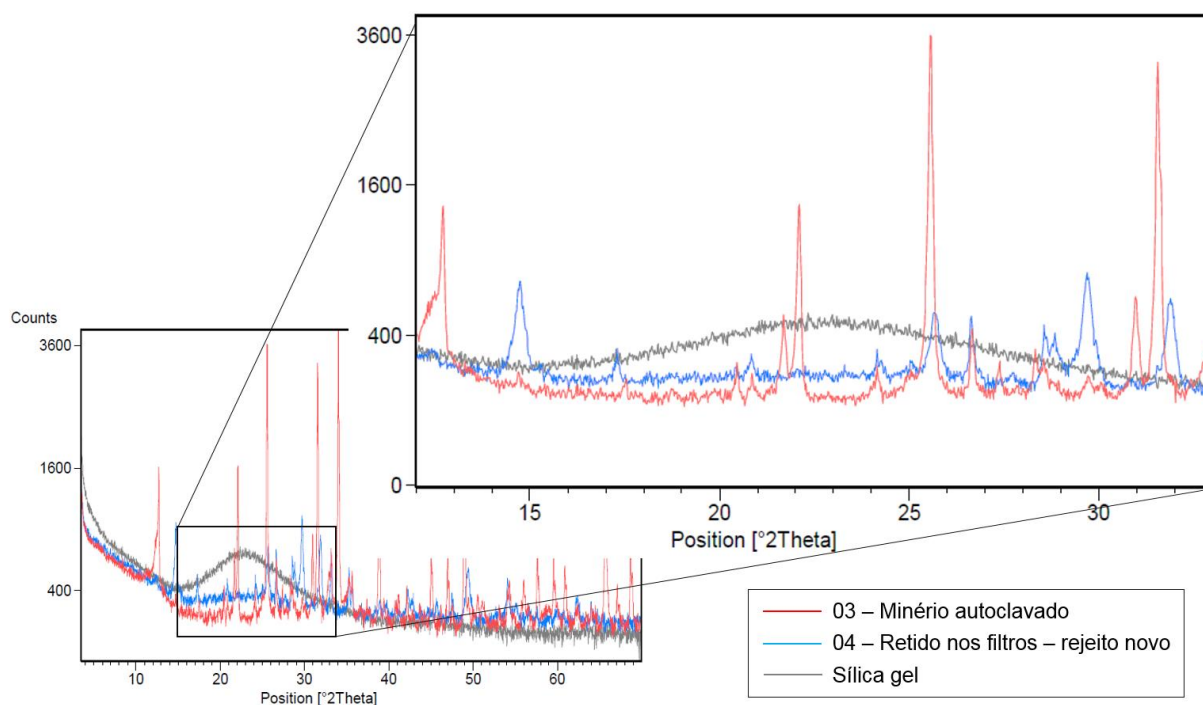 3600
1600
400
0
15
20
25
30
Position [°2Theta]
Counts
3600
1600
400
10
20
30
40
50
60
Position [°2Theta]
03 – Minério autoclavado
04 – Retido nos filtros – rejeito novo
Sílica gel